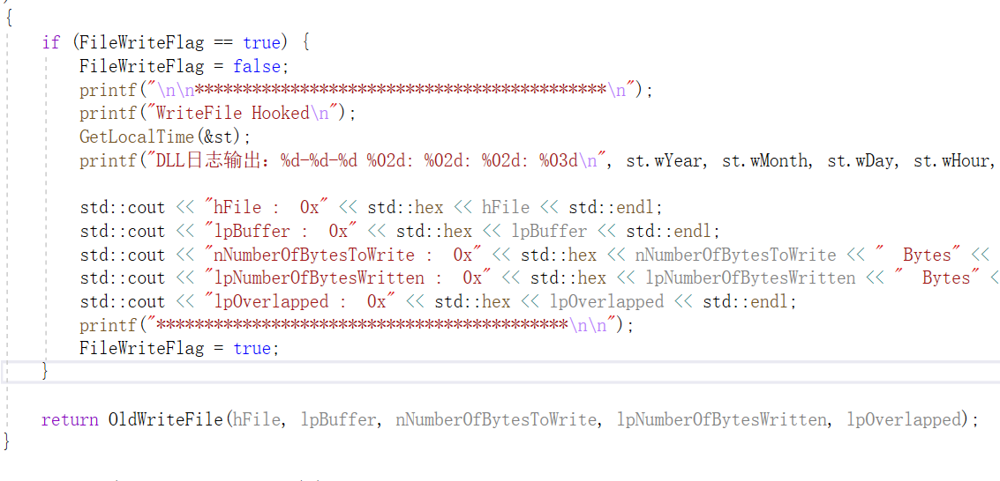 {
if (FileWriteFlag == true) {
FileWriteFlag = false;
printf("\n\n*******************************************\n");
printf("WriteFile Hooked\n");
GetLocalTime(&st);
printf("DLL日志输出：%d-%d-%d %02d: %02d: %02d: %03d\n", st.wYear, st.wMonth, st.wDay, st.wHour,
std::cout << "hFile :  0x" << std::hex << hFile << std::endl;
std::cout << "lpBuffer :  0x" << std::hex << lpBuffer << std::endl;
std::cout << "nNumberOfBytesToWrite :  0x" << std::hex << nNumberOfBytesToWrite << "  Bytes" <<
std::cout << "lpNumberOfBytesWritten :  0x" << std::hex << lpNumberOfBytesWritten << "  Bytes" <
std::cout << "lpOverlapped :  0x" << std::hex << lpOverlapped << std::endl;
printf("*******************************************\n\n");
FileWriteFlag = true;
}
return OldWriteFile(hFile, lpBuffer, nNumberOfBytesToWrite, lpNumberOfBytesWritten, lpOverlapped);
}